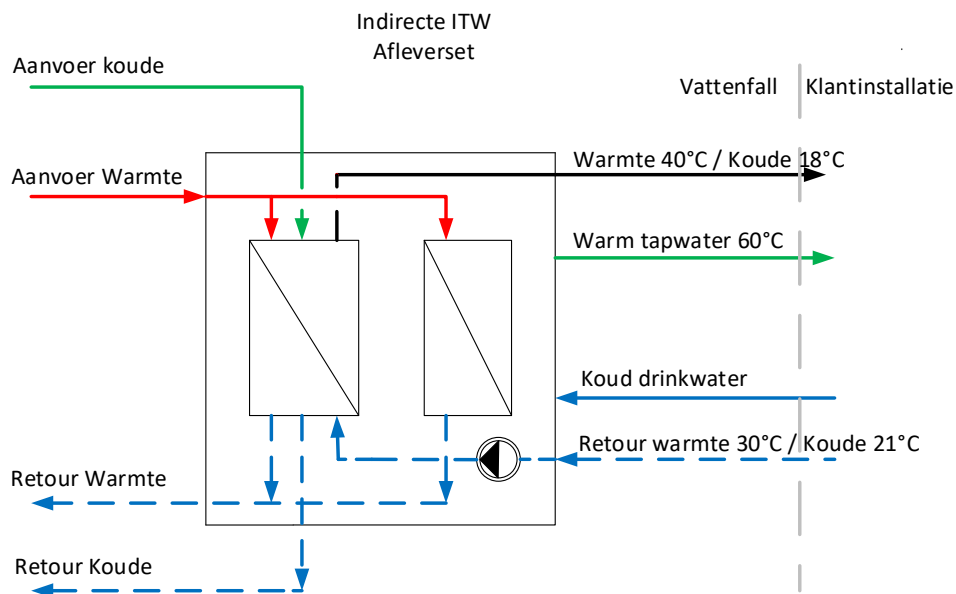 Indirecte ITW
Afleverset
Aanvoer koude
Vattenfall
Klantinstallatie
Warmte 40°C / Koude 18°C
Aanvoer Warmte
Warm tapwater 60°C
Koud drinkwater
Retour warmte 30°C / Koude 21°C
Retour Warmte
Retour Koude